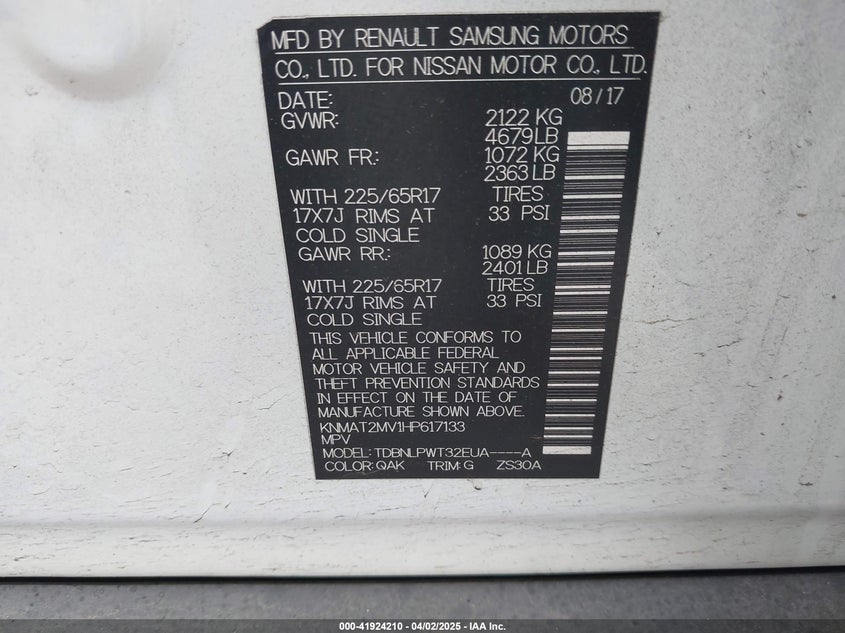 MFD BY RENAULT SAMSUNG MOTORS
CO., LTD. FOR NISSAN MOTOR CO., LTD.
DATE: 08/17
GVWR: 2122 KG
4679LB
GAWR FR.: 1072 KG
2363 LB
WITH 225/65R17 TIRES
17X7J RIMS AT 33 PSI
COLD SINGLE
GAWR RR.: 1089 KG
2401LB
WITH 225/65R17 TIRES
17X7J RIMS AT 33 PSI
COLD SINGLE
THIS VEHICLE CONFORMS TO
ALL APPLICABLE FEDERAL
MOTOR VEHICLE SAFETY AND
THEFT PREVENTION STANDARDS
IN EFFECT ON THE DATE OF
MANUFACTURE SHOWN ABOVE.
KNMAT2MV1HP617133
MPV
MODEL: TDBNLPWT32EUA----A
COLOR: QAK TRIM: G ZS30A
000-41924210 - 04/02/2025 - IAA Inc.